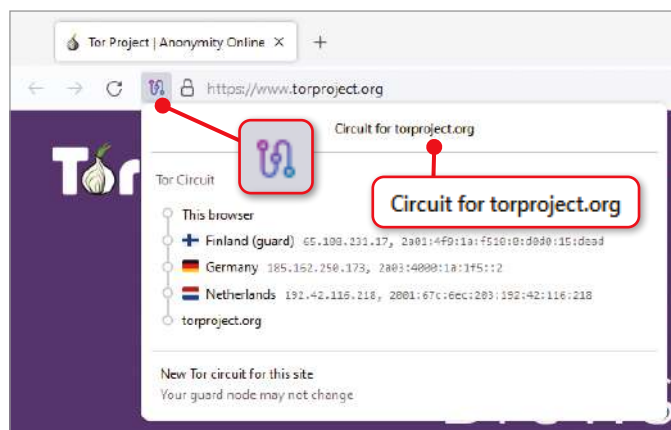 Tor Project | Anonymity Online
https://www.torproject.org
Circuit for torproject.org
Tor
Tor Circuit
Circuit for torproject.org
This browser
Finland (guard) 65.108.231.17, 2a01:4f9:1a:f510:0:d0d0:15:dead
Germany 185.162.250.173, 2a03:4000:1a:1f5::2
Netherlands 192.42.116.218, 2001:67c:6ec:203:192:42:116:218
torproject.org
New Tor circuit for this site
Your guard node may not change